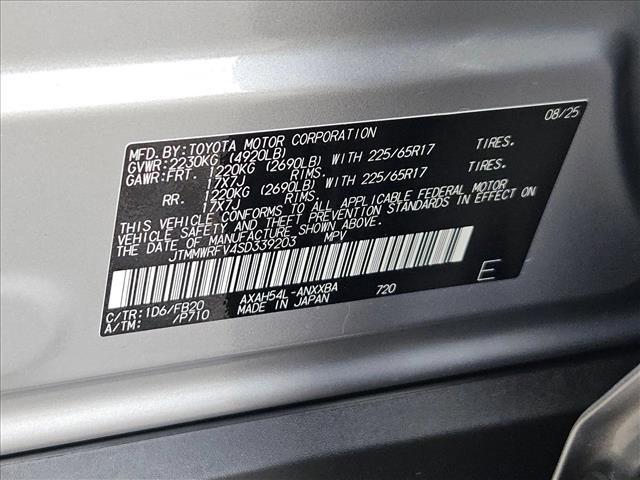 MFD.BY:TOYOTA MOTOR CORPORATION 08/25
GVWR:2230KG (4920LB)
GAWR:FRT. 1220KG (2690LB) WITH 225/65R17 TIRES.
17X7J RIMS.
RR. 1220KG (2690LB) WITH 225/65R17 TIRES.
17X7J RIMS.
THIS VEHICLE CONFORMS TO ALL APPLICABLE FEDERAL MOTOR
VEHICLE SAFETY AND THEFT PREVENTION STANDARDS IN EFFECT
ON THE DATE OF MANUFACTURE SHOWN ABOVE.
JTMMWRFV4SD339203 MPV
C/TR:1D6/FB20 AXAH54L-ANXXBA 720 E
A/TM: /P710 MADE IN JAPAN